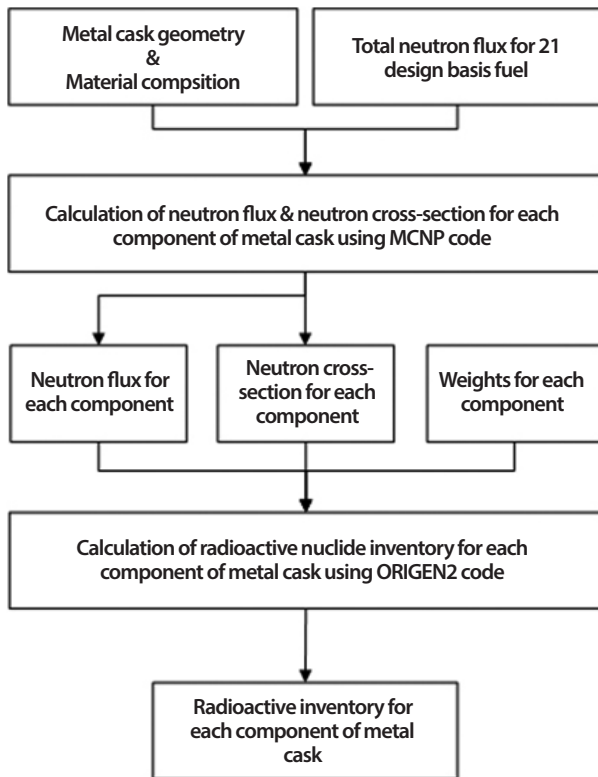 Metal cask geometry
&
Material compsition
Total neutron flux for 21
design basis fuel
Calculation of neutron flux & neutron cross-section for each
component of metal cask using MCNP code
Neutron flux for
each component
Neutron cross-
section for each
component
Weights for each
component
Calculation of radioactive nuclide inventory for each
component of metal cask using ORIGEN2 code
Radioactive inventory for
each component of metal
cask